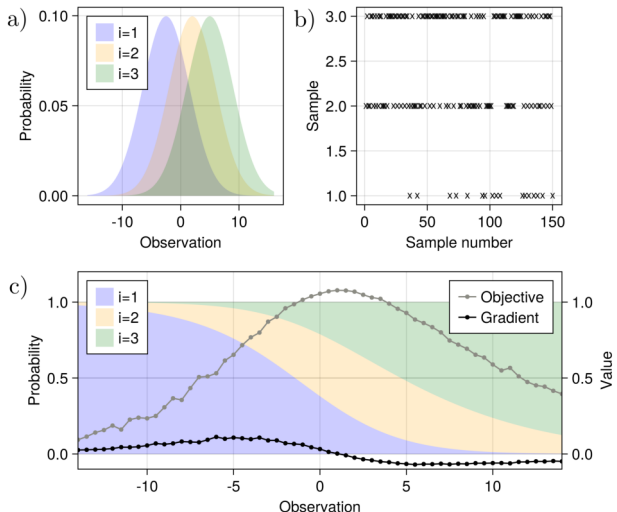 a)
i=1
i=2
i=3
0.10
0.05
0.00
Probability
-10
0
10
Observation
b)
3.0
2.5
2.0
1.5
1.0
Sample
0
50
100
150
Sample number
c)
i=1
i=2
i=3
Objective
Gradient
1.0
0.5
0.0
Probability
1.0
0.5
0.0
Value
-10
-5
0
5
10
Observation